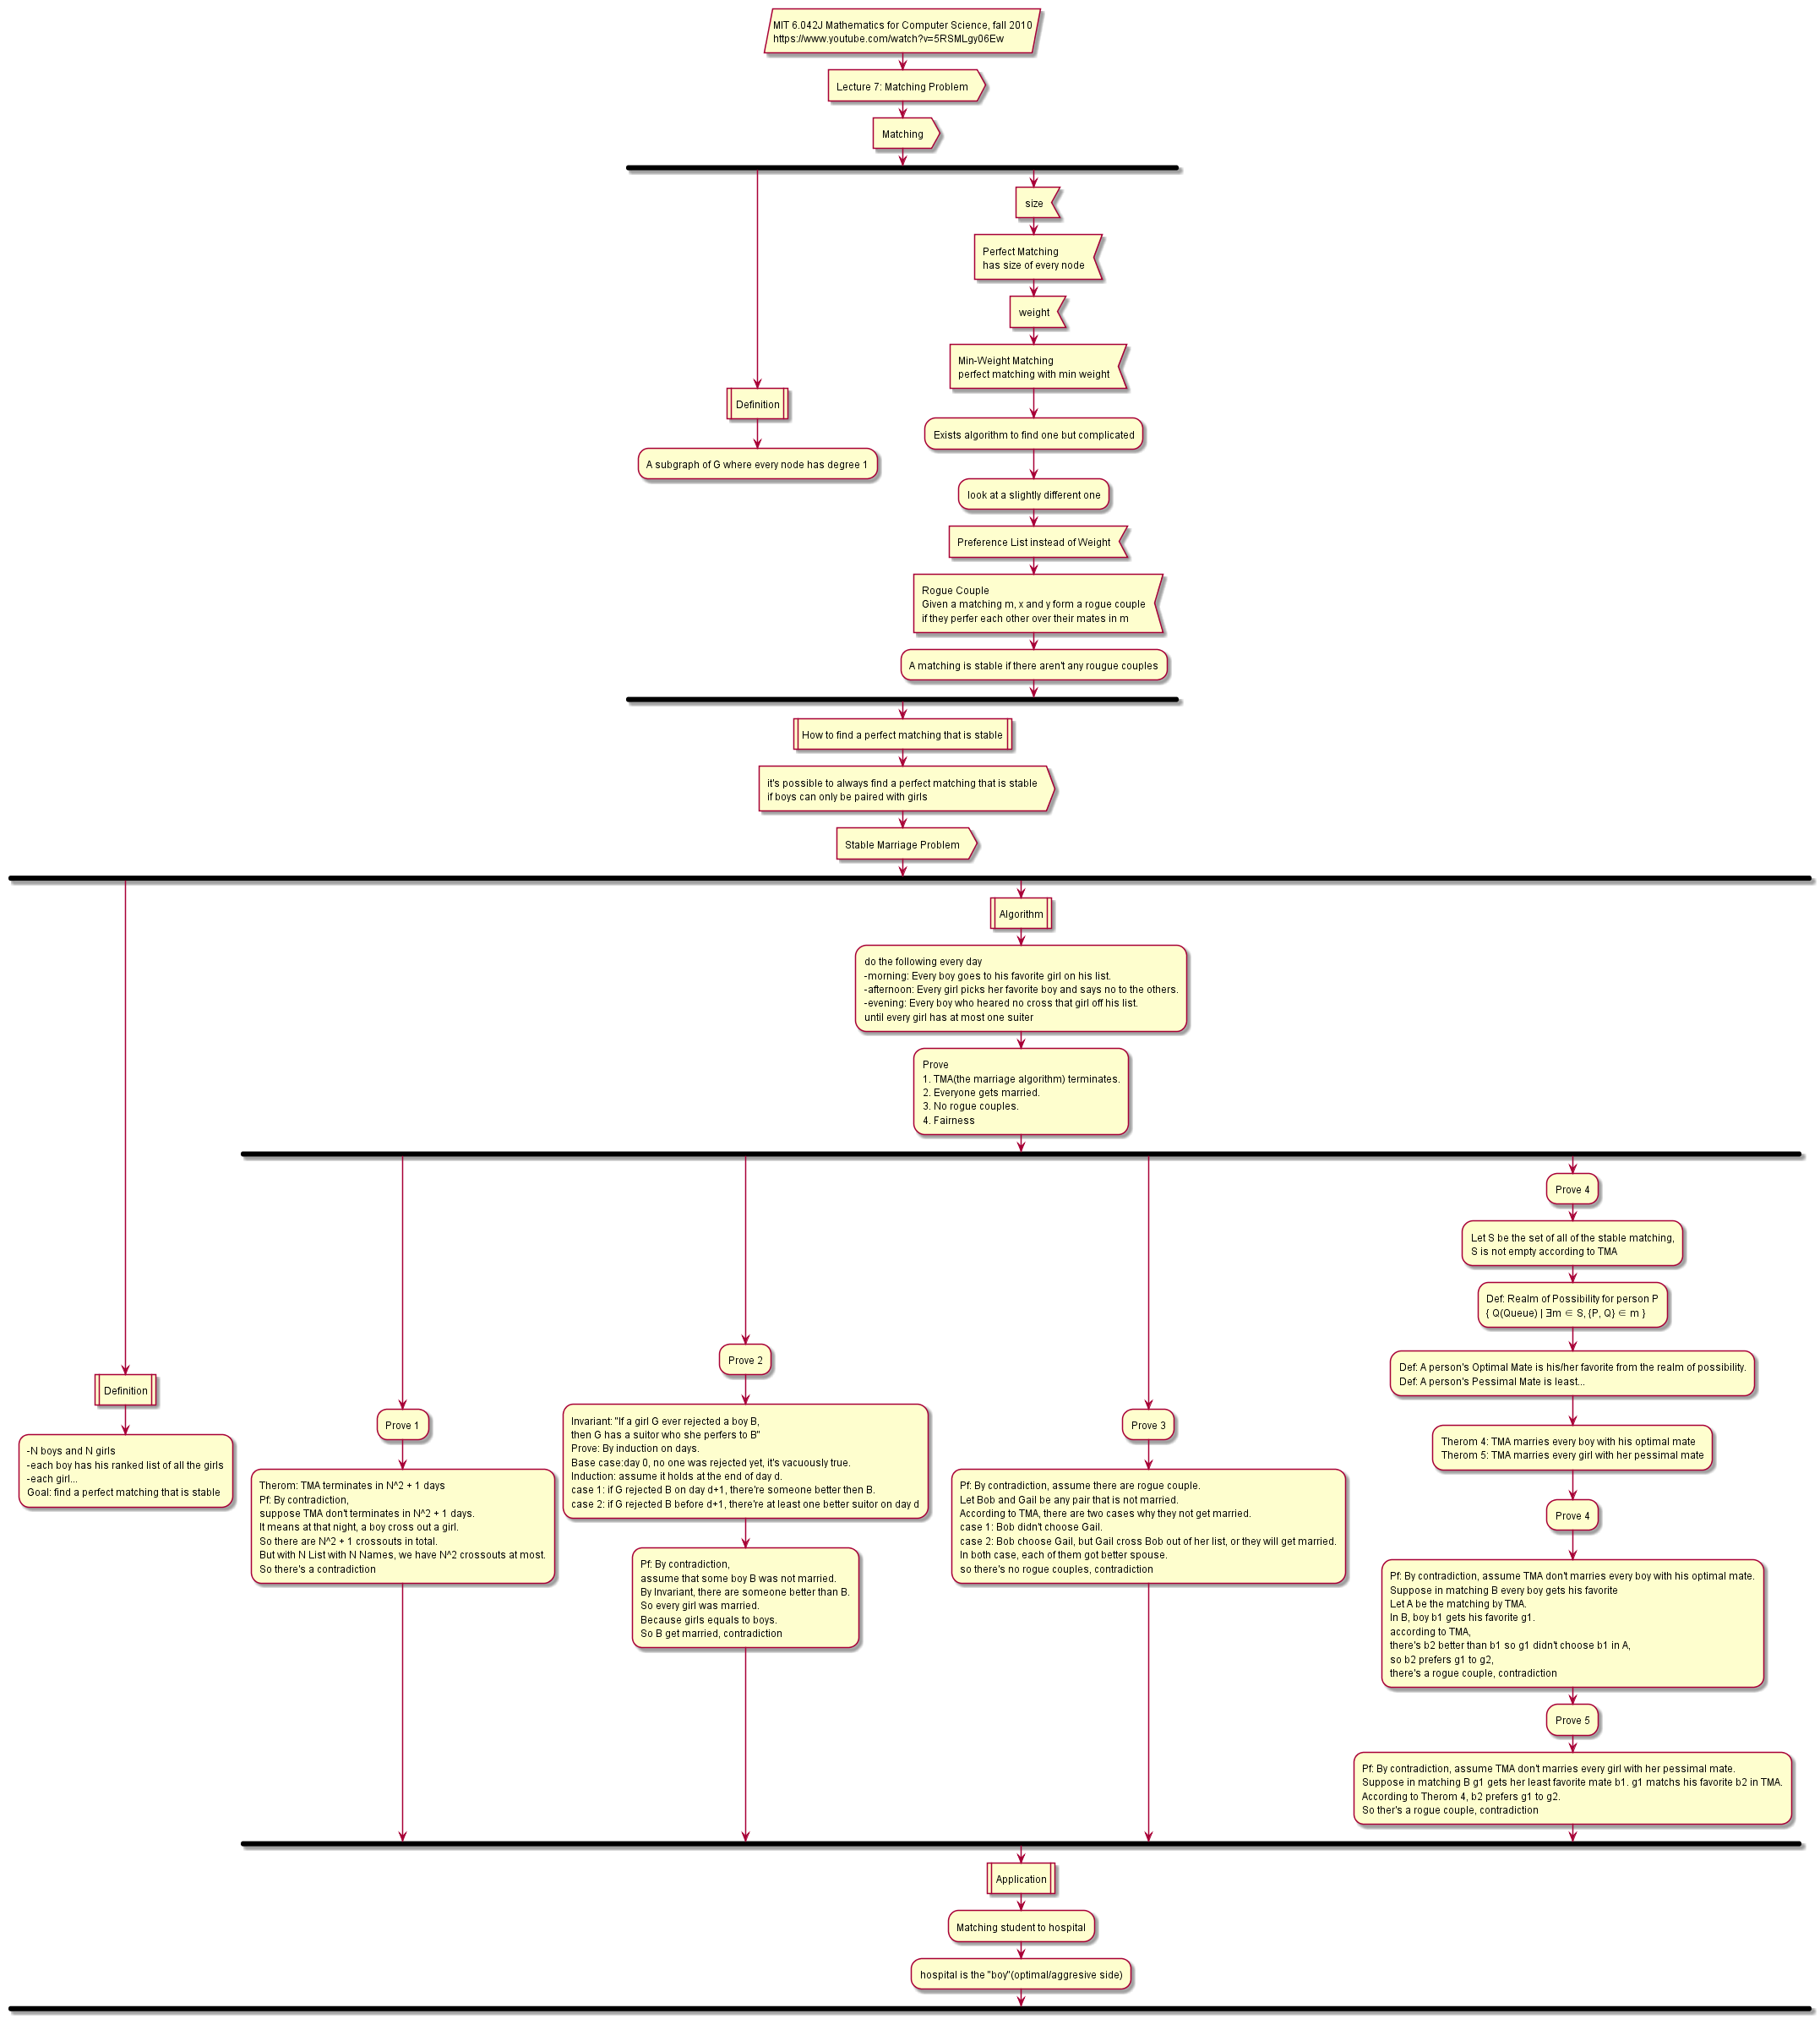 MIT 6.042J Mathematics for Computer Science, fall 2010
https://www.youtube.com/watch?v=5RSMLgy06Ew
Lecture 7: Matching Problem
Matching
Definition
A subgraph of G where every node has degree 1
size
Perfect Matching
has size of every node
weight
Min-Weight Matching
perfect matching with min weight
Exists algorithm to find one but complicated
look at a slightly different one
Preference List instead of Weight
Rogue Couple
Given a matching m, x and y form a rogue couple
if they perfer each other over their mates in m
A matching is stable if there aren't any rougue couples
How to find a perfect matching that is stable
it's possible to always find a perfect matching that is stable
if boys can only be paired with girls
Stable Marriage Problem
Definition
-N boys and N girls
-each boy has his ranked list of all the girls
-each girl...
Goal: find a perfect matching that is stable
Algorithm
do the following every day
-morning: Every boy goes to his favorite girl on his list.
-afternoon: Every girl picks her favorite boy and says no to the others.
-evening: Every boy who heared no cross that girl off his list.
until every girl has at most one suiter
Prove
1. TMA(the marriage algorithm) terminates.
2. Everyone gets married.
3. No rogue couples.
4. Fairness
Prove 1
Therom: TMA terminates in N^2 + 1 days
Pf: By contradiction,
suppose TMA don't terminates in N^2 + 1 days.
It means at that night, a boy cross out a girl.
So there are N^2 + 1 crossouts in total.
But with N List with N Names, we have N^2 crossouts at most.
So there's a contradiction
Prove 2
Invariant: "If a girl G ever rejected a boy B,
then G has a suitor who she perfers to B"
Prove: By induction on days.
Base case:day 0, no one was rejected yet, it's vacuously true.
Induction: assume it holds at the end of day d.
case 1: if G rejected B on day d+1, there're someone better then B.
case 2: if G rejected B before d+1, there're at least one better suitor on day d
Pf: By contradiction,
assume that some boy B was not married.
By Invariant, there are someone better than B.
So every girl was married.
Because girls equals to boys.
So B get married, contradiction
Prove 3
Pf: By contradiction, assume there are rogue couple.
Let Bob and Gail be any pair that is not married.
According to TMA, there are two cases why they not get married.
case 1: Bob didn't choose Gail.
case 2: Bob choose Gail, but Gail cross Bob out of her list, or they will get married.
In both case, each of them got better spouse.
so there's no rogue couples, contradiction
Prove 4
Let S be the set of all of the stable matching,
S is not empty according to TMA
Def: Realm of Possibility for person P
{ Q(Queue) | ∃m ∈ S, {P, Q} ∈ m }
Def: A person's Optimal Mate is his/her favorite from the realm of possibility.
Def: A person's Pessimal Mate is least...
Therom 4: TMA marries every boy with his optimal mate
Therom 5: TMA marries every girl with her pessimal mate
Prove 4
Pf: By contradiction, assume TMA don't marries every boy with his optimal mate.
Suppose in matching B every boy gets his favorite
Let A be the matching by TMA.
In B, boy b1 gets his favorite g1.
according to TMA,
there's b2 better than b1 so g1 didn't choose b1 in A,
so b2 prefers g1 to g2,
there's a rogue couple, contradiction
Prove 5
Pf: By contradiction, assume TMA don't marries every girl with her pessimal mate.
Suppose in matching B g1 gets her least favorite mate b1. g1 matchs his favorite b2 in TMA.
According to Therom 4, b2 prefers g1 to g2.
So ther's a rogue couple, contradiction
Application
Matching student to hospital
hospital is the "boy"(optimal/aggresive side)